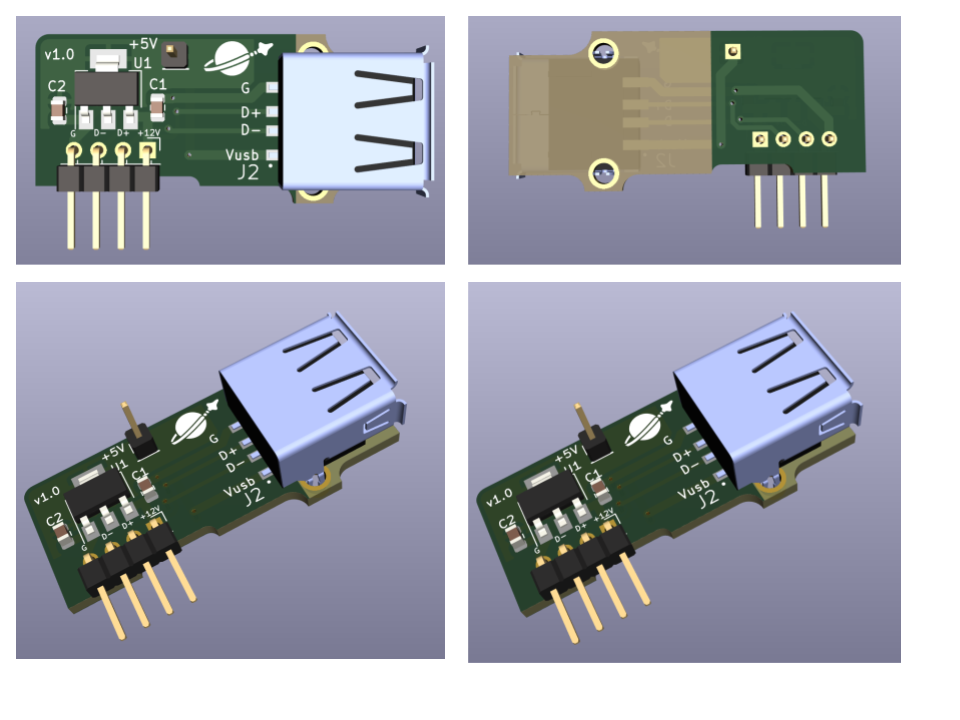 v1.0
+5V
U1
C2
C1
G
D+
D-
Vusb
J2
G D- D+ +12V
J2
+5V
U1
v1.0
C1
C2
G
D+
D-
Vusb
J2
G D- D+ +12V
+5V
U1
v1.0
C1
C2
G
D+
D-
Vusb
J2
G D- D+ +12V